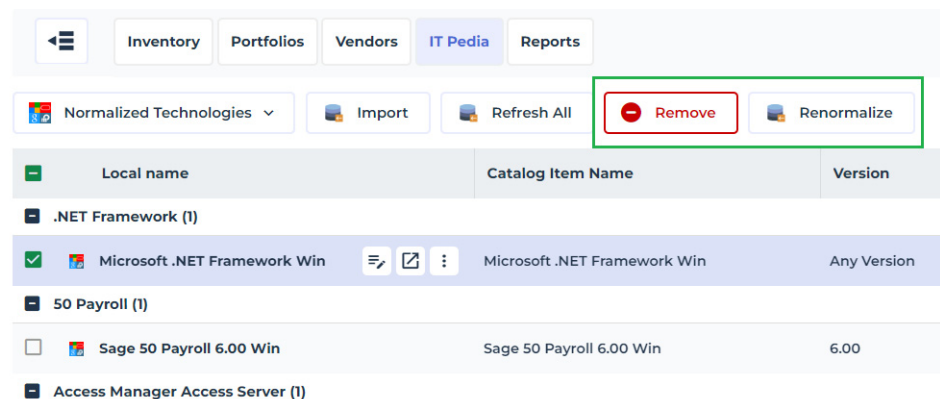 Inventory Portfolios Vendors IT Pedia Reports
Normalized Technologies Import Refresh All Remove Renormalize
Local name Catalog Item Name Version
.NET Framework (1)
Microsoft .NET Framework Win Microsoft .NET Framework Win Any Version
50 Payroll (1)
Sage 50 Payroll 6.00 Win Sage 50 Payroll 6.00 Win 6.00
Access Manager Access Server (1)